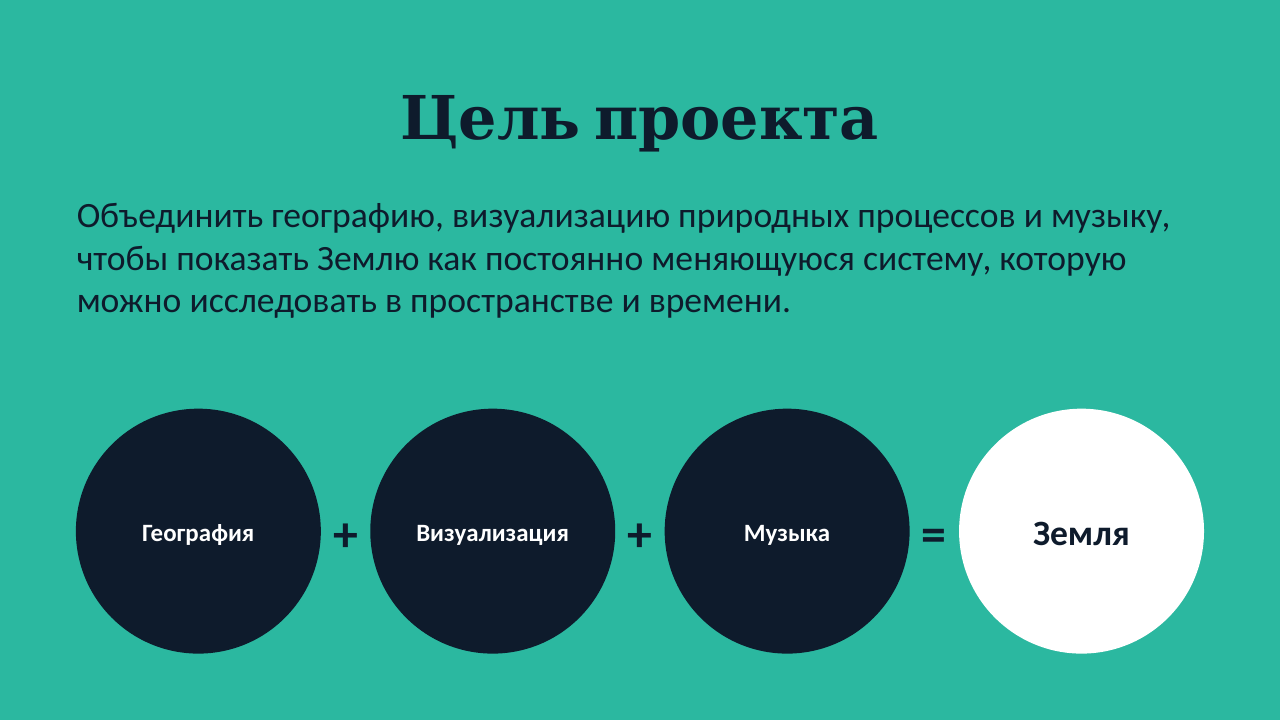 Цель проекта
Объединить географию, визуализацию природных процессов и музыку,
чтобы показать Землю как постоянно меняющуюся систему, которую
можно исследовать в пространстве и времени.
География + Визуализация + Музыка = Земля